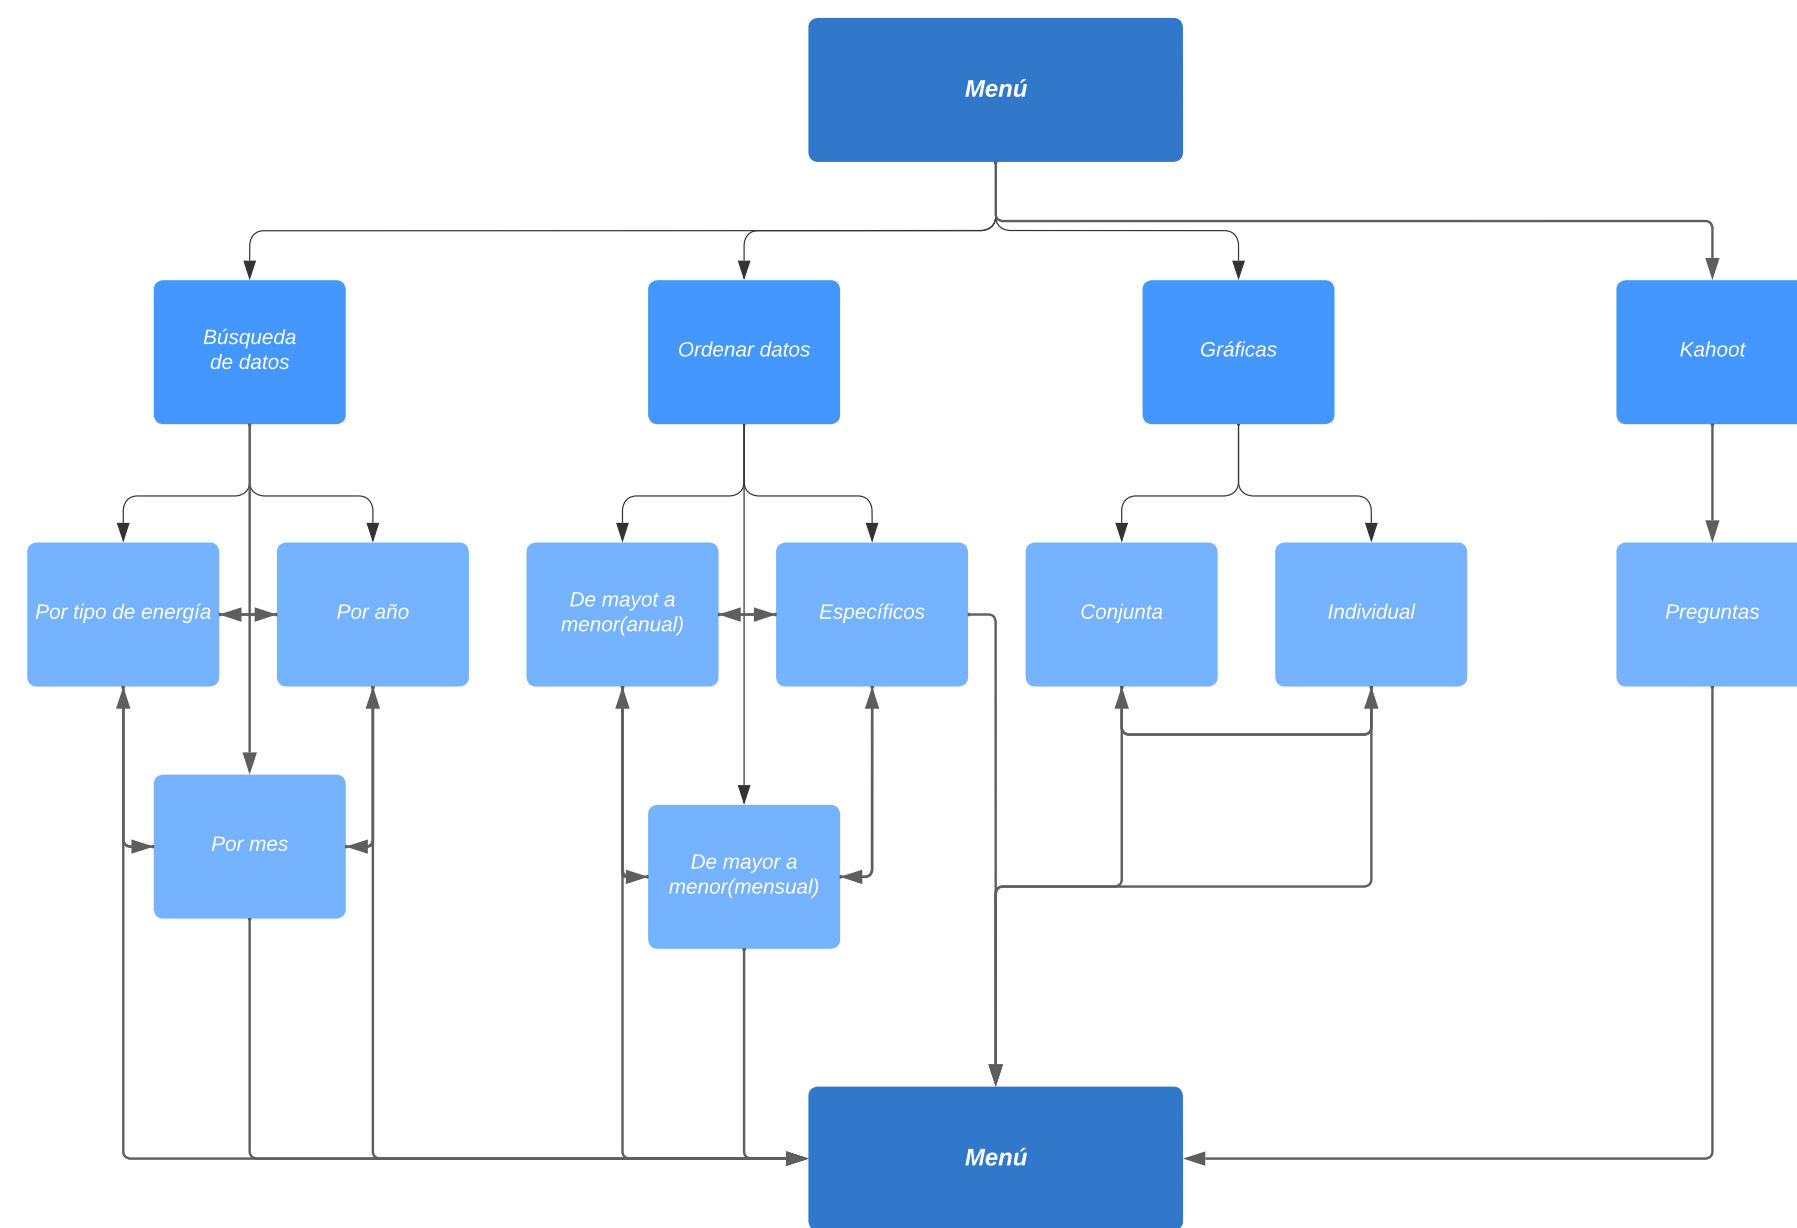 Menú
Búsqueda
de datos
Ordenar datos
Gráficas
Kahoot
Por tipo de energía
Por año
De mayot a
menor(anual)
Específicos
Conjunta
Individual
Preguntas
Por mes
De mayor a
menor(mensual)
Menú